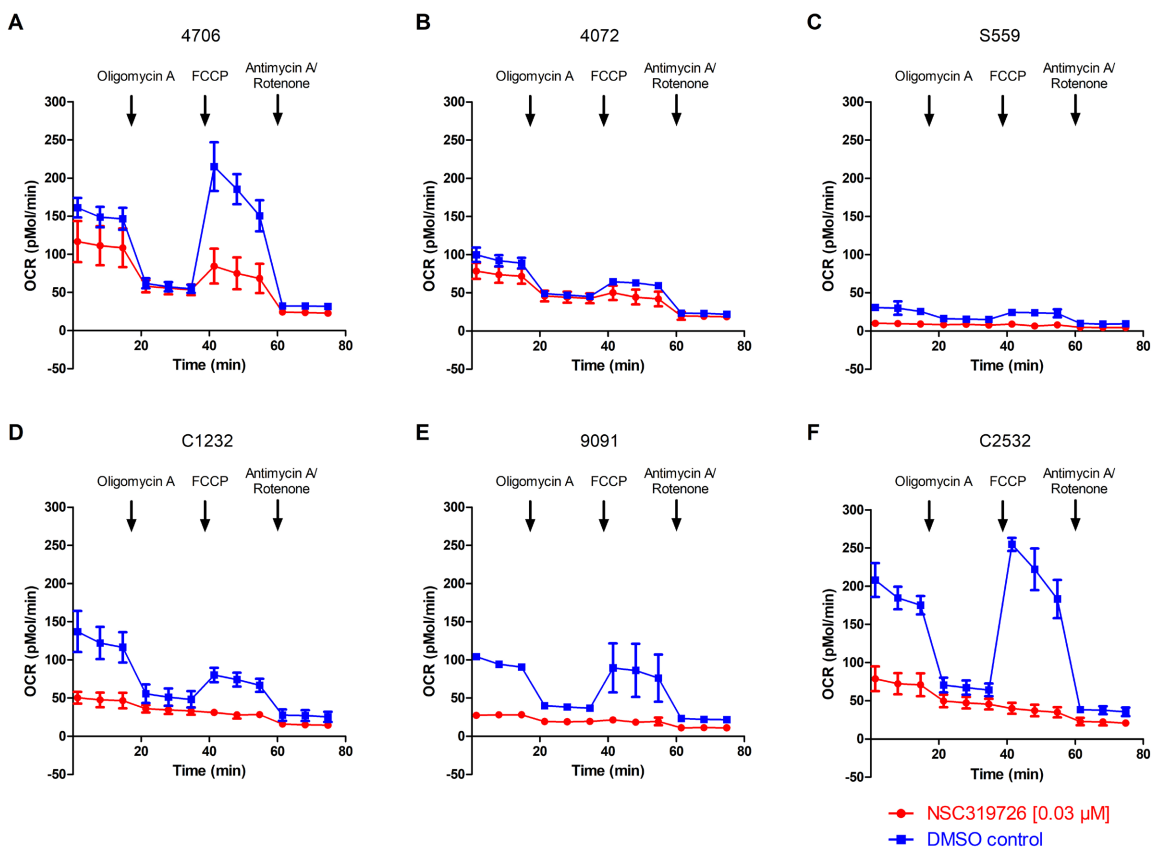 A
4706
Oligomycin A
FCCP
Antimycin A/
Rotenone
300
250
200
150
100
50
0
-50
OCR (pMol/min)
20
40
60
80
Time (min)
B
4072
Oligomycin A
FCCP
Antimycin A/
Rotenone
300
250
200
150
100
50
0
-50
OCR (pMol/min)
20
40
60
80
Time (min)
C
S559
Oligomycin A
FCCP
Antimycin A/
Rotenone
300
250
200
150
100
50
0
-50
OCR (pMol/min)
20
40
60
80
Time (min)
D
C1232
Oligomycin A
FCCP
Antimycin A/
Rotenone
300
250
200
150
100
50
0
-50
OCR (pMol/min)
20
40
60
80
Time (min)
E
9091
Oligomycin A
FCCP
Antimycin A/
Rotenone
300
250
200
150
100
50
0
-50
OCR (pMol/min)
20
40
60
80
Time (min)
F
C2532
Oligomycin A
FCCP
Antimycin A/
Rotenone
300
250
200
150
100
50
0
-50
OCR (pMol/min)
20
40
60
80
Time (min)
NSC319726 [0.03 µM]
DMSO control